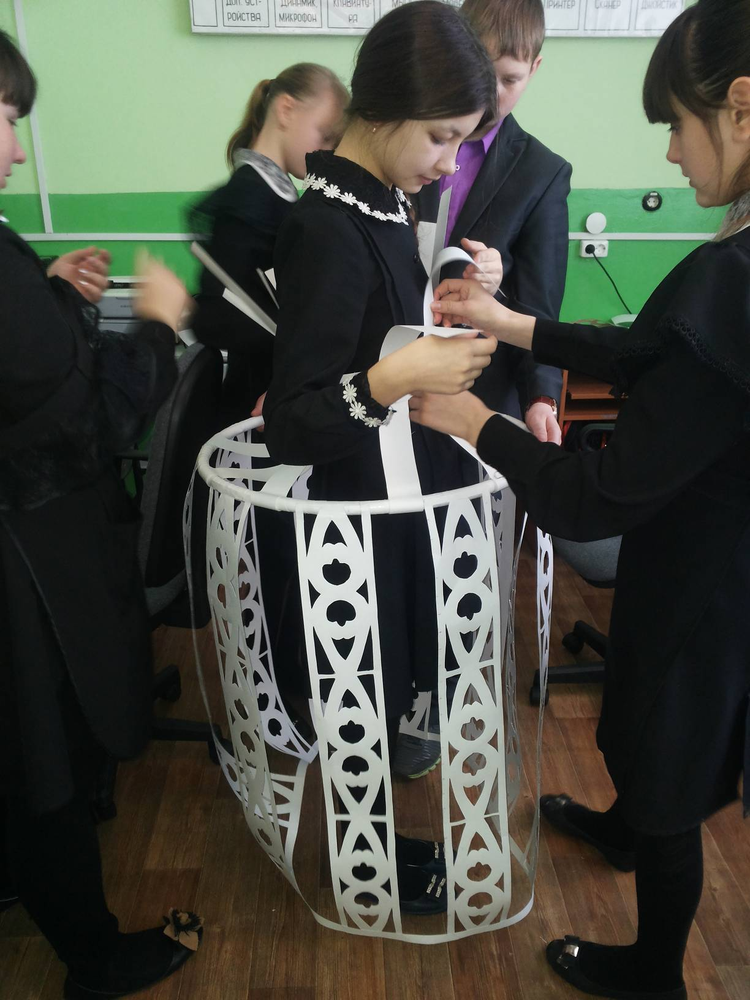 ДОП. УСТ-
РОЙСТВА
ДИНАМИК
МИКРОФОН
КЛАВИАТУ-
РА
ПРИНТЕР
СКАНЕР
ДЖОЙСТИК